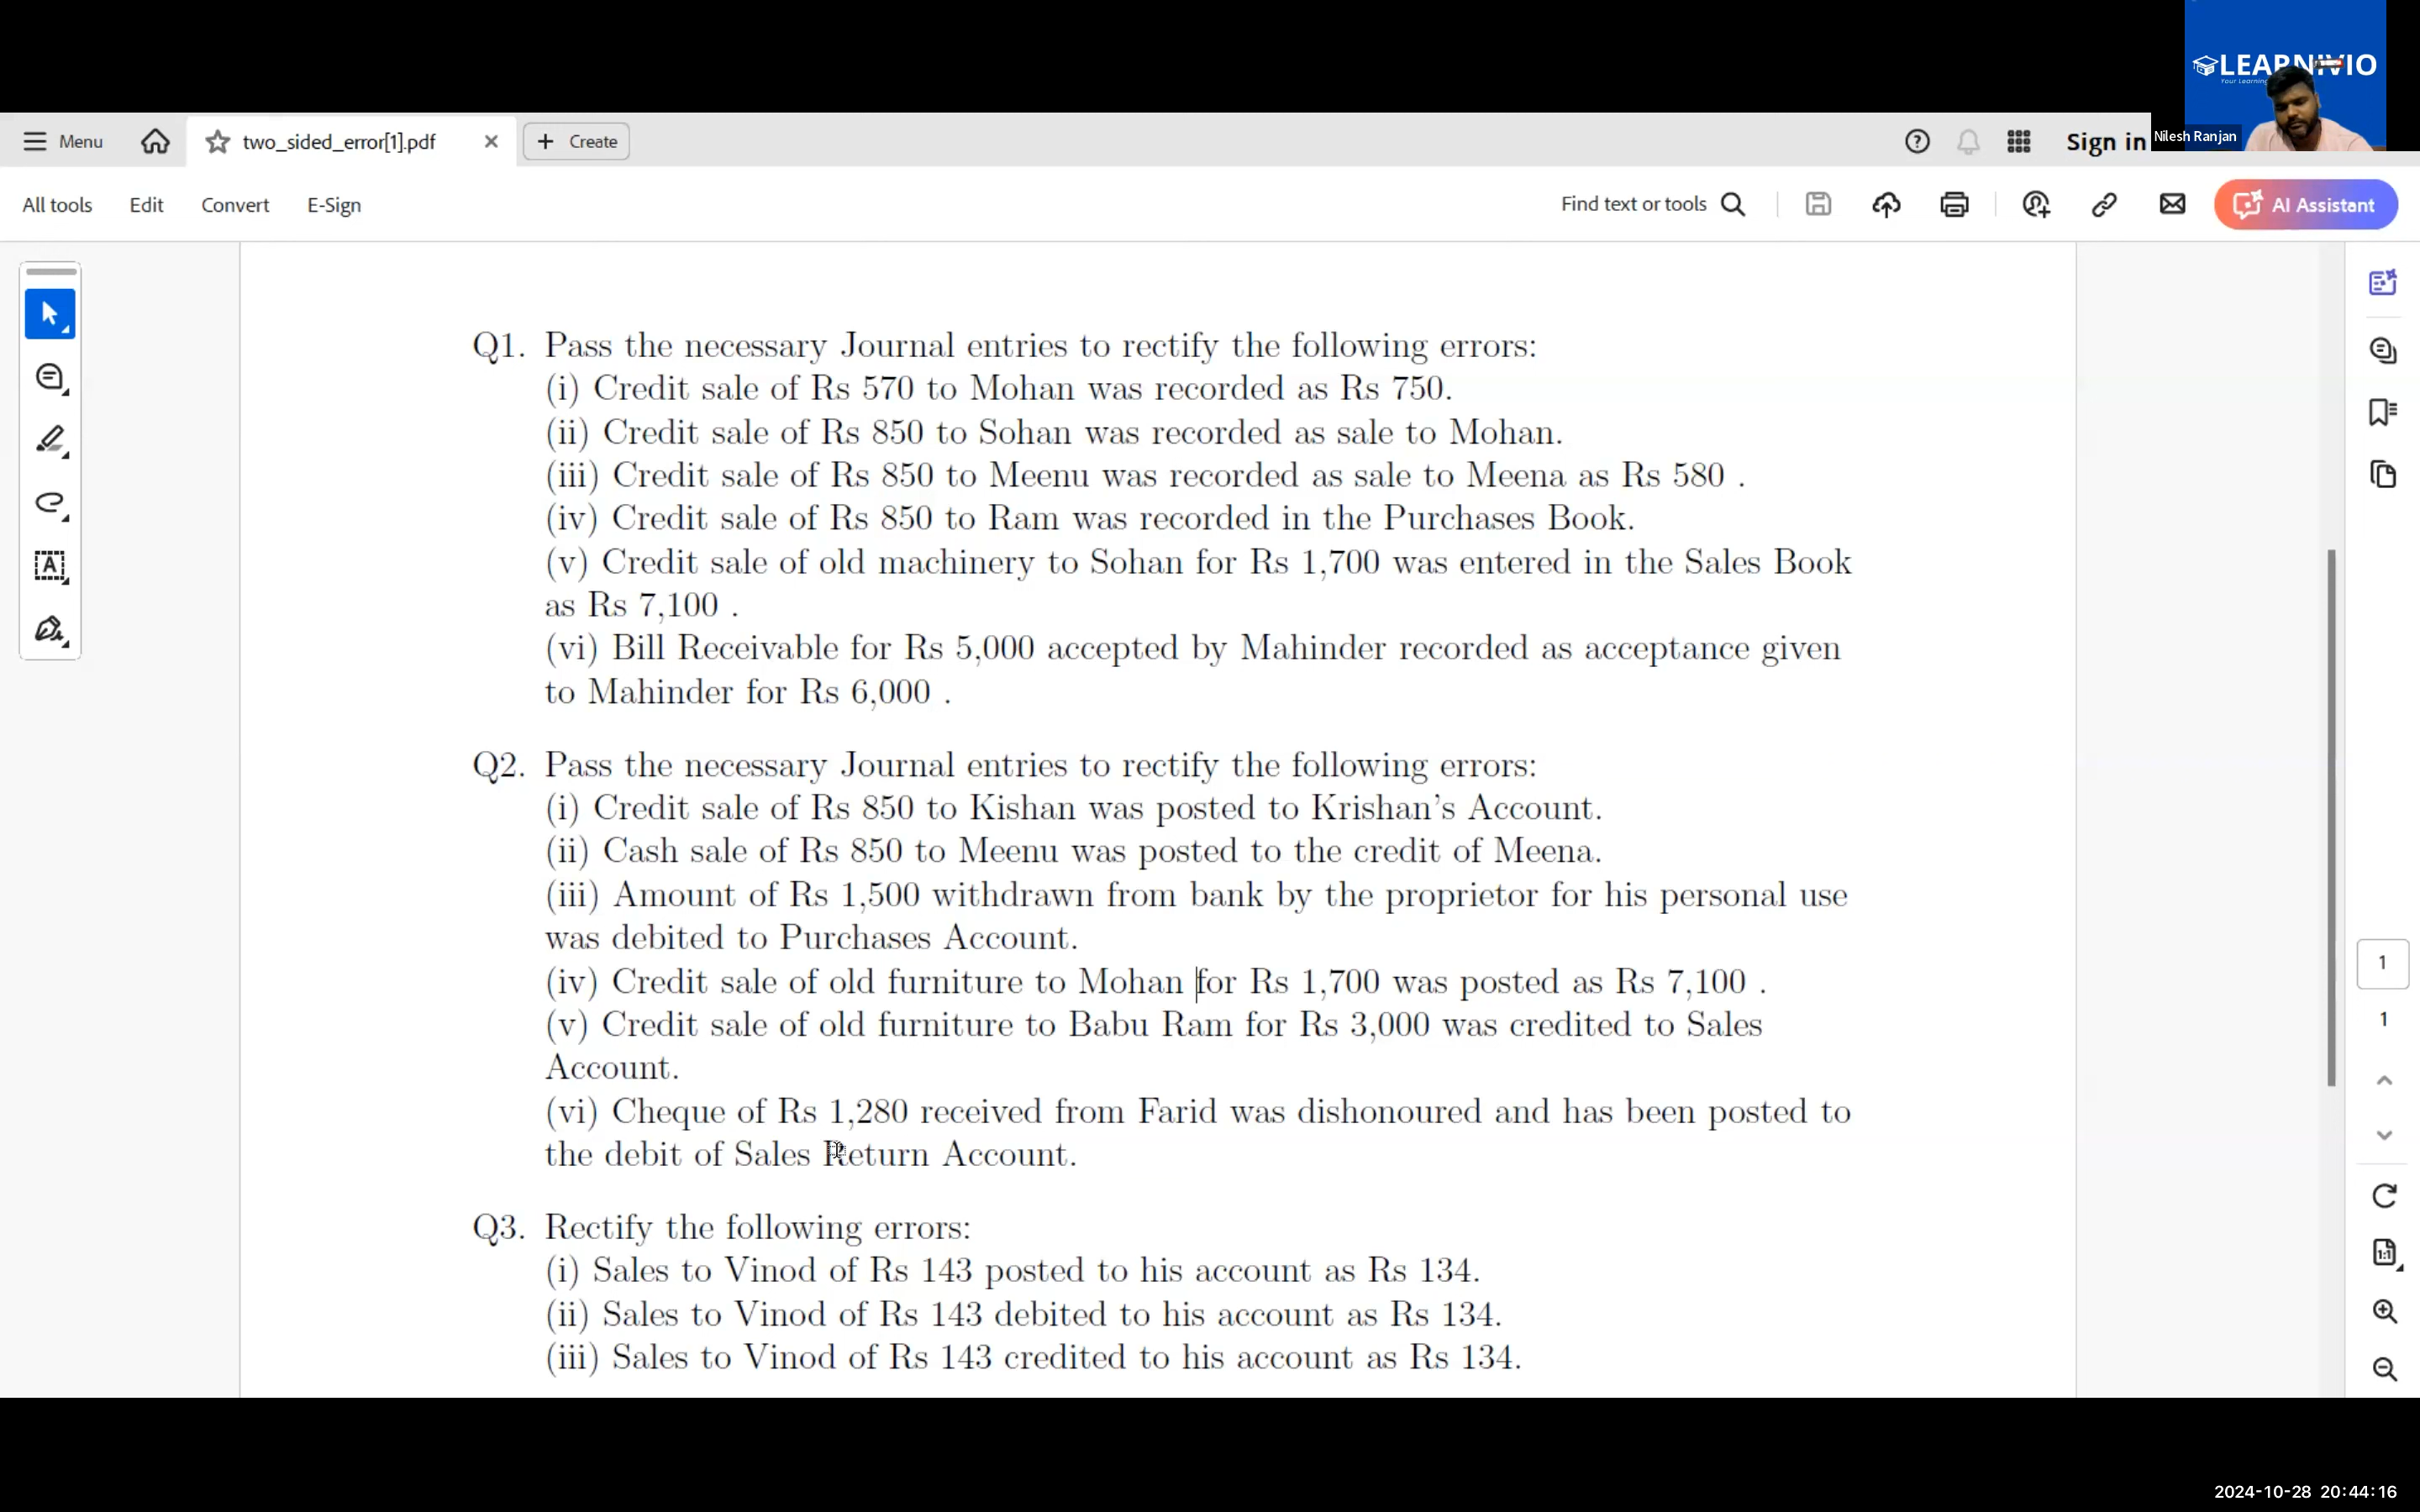 LEARNIVIO
Nilesh Ranjan
Menu
two_sided_error[1].pdf
Create
Sign in
All tools
Edit
Convert
E-Sign
Find text or tools
AI Assistant
Q1. Pass the necessary Journal entries to rectify the following errors:
(i) Credit sale of Rs 570 to Mohan was recorded as Rs 750.
(ii) Credit sale of Rs 850 to Sohan was recorded as sale to Mohan.
(iii) Credit sale of Rs 850 to Meenu was recorded as sale to Meena as Rs 580 .
(iv) Credit sale of Rs 850 to Ram was recorded in the Purchases Book.
(v) Credit sale of old machinery to Sohan for Rs 1,700 was entered in the Sales Book
as Rs 7,100 .
(vi) Bill Receivable for Rs 5,000 accepted by Mahinder recorded as acceptance given
to Mahinder for Rs 6,000 .
Q2. Pass the necessary Journal entries to rectify the following errors:
(i) Credit sale of Rs 850 to Kishan was posted to Krishan's Account.
(ii) Cash sale of Rs 850 to Meenu was posted to the credit of Meena.
(iii) Amount of Rs 1,500 withdrawn from bank by the proprietor for his personal use
was debited to Purchases Account.
(iv) Credit sale of old furniture to Mohan for Rs 1,700 was posted as Rs 7,100 .
(v) Credit sale of old furniture to Babu Ram for Rs 3,000 was credited to Sales
Account.
(vi) Cheque of Rs 1,280 received from Farid was dishonoured and has been posted to
the debit of Sales Return Account.
Q3. Rectify the following errors:
(i) Sales to Vinod of Rs 143 posted to his account as Rs 134.
(ii) Sales to Vinod of Rs 143 debited to his account as Rs 134.
(iii) Sales to Vinod of Rs 143 credited to his account as Rs 134.
1
1
1:1
2024-10-28 20:44:16